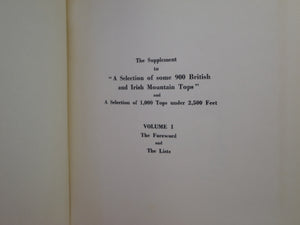 The Supplement
to
"A Selection of some 900 British
and Irish Mountain Tops"
and
A Selection of 1,000 Tops under 2,500 Feet
VOLUME I
The Foreword
and
The Lists